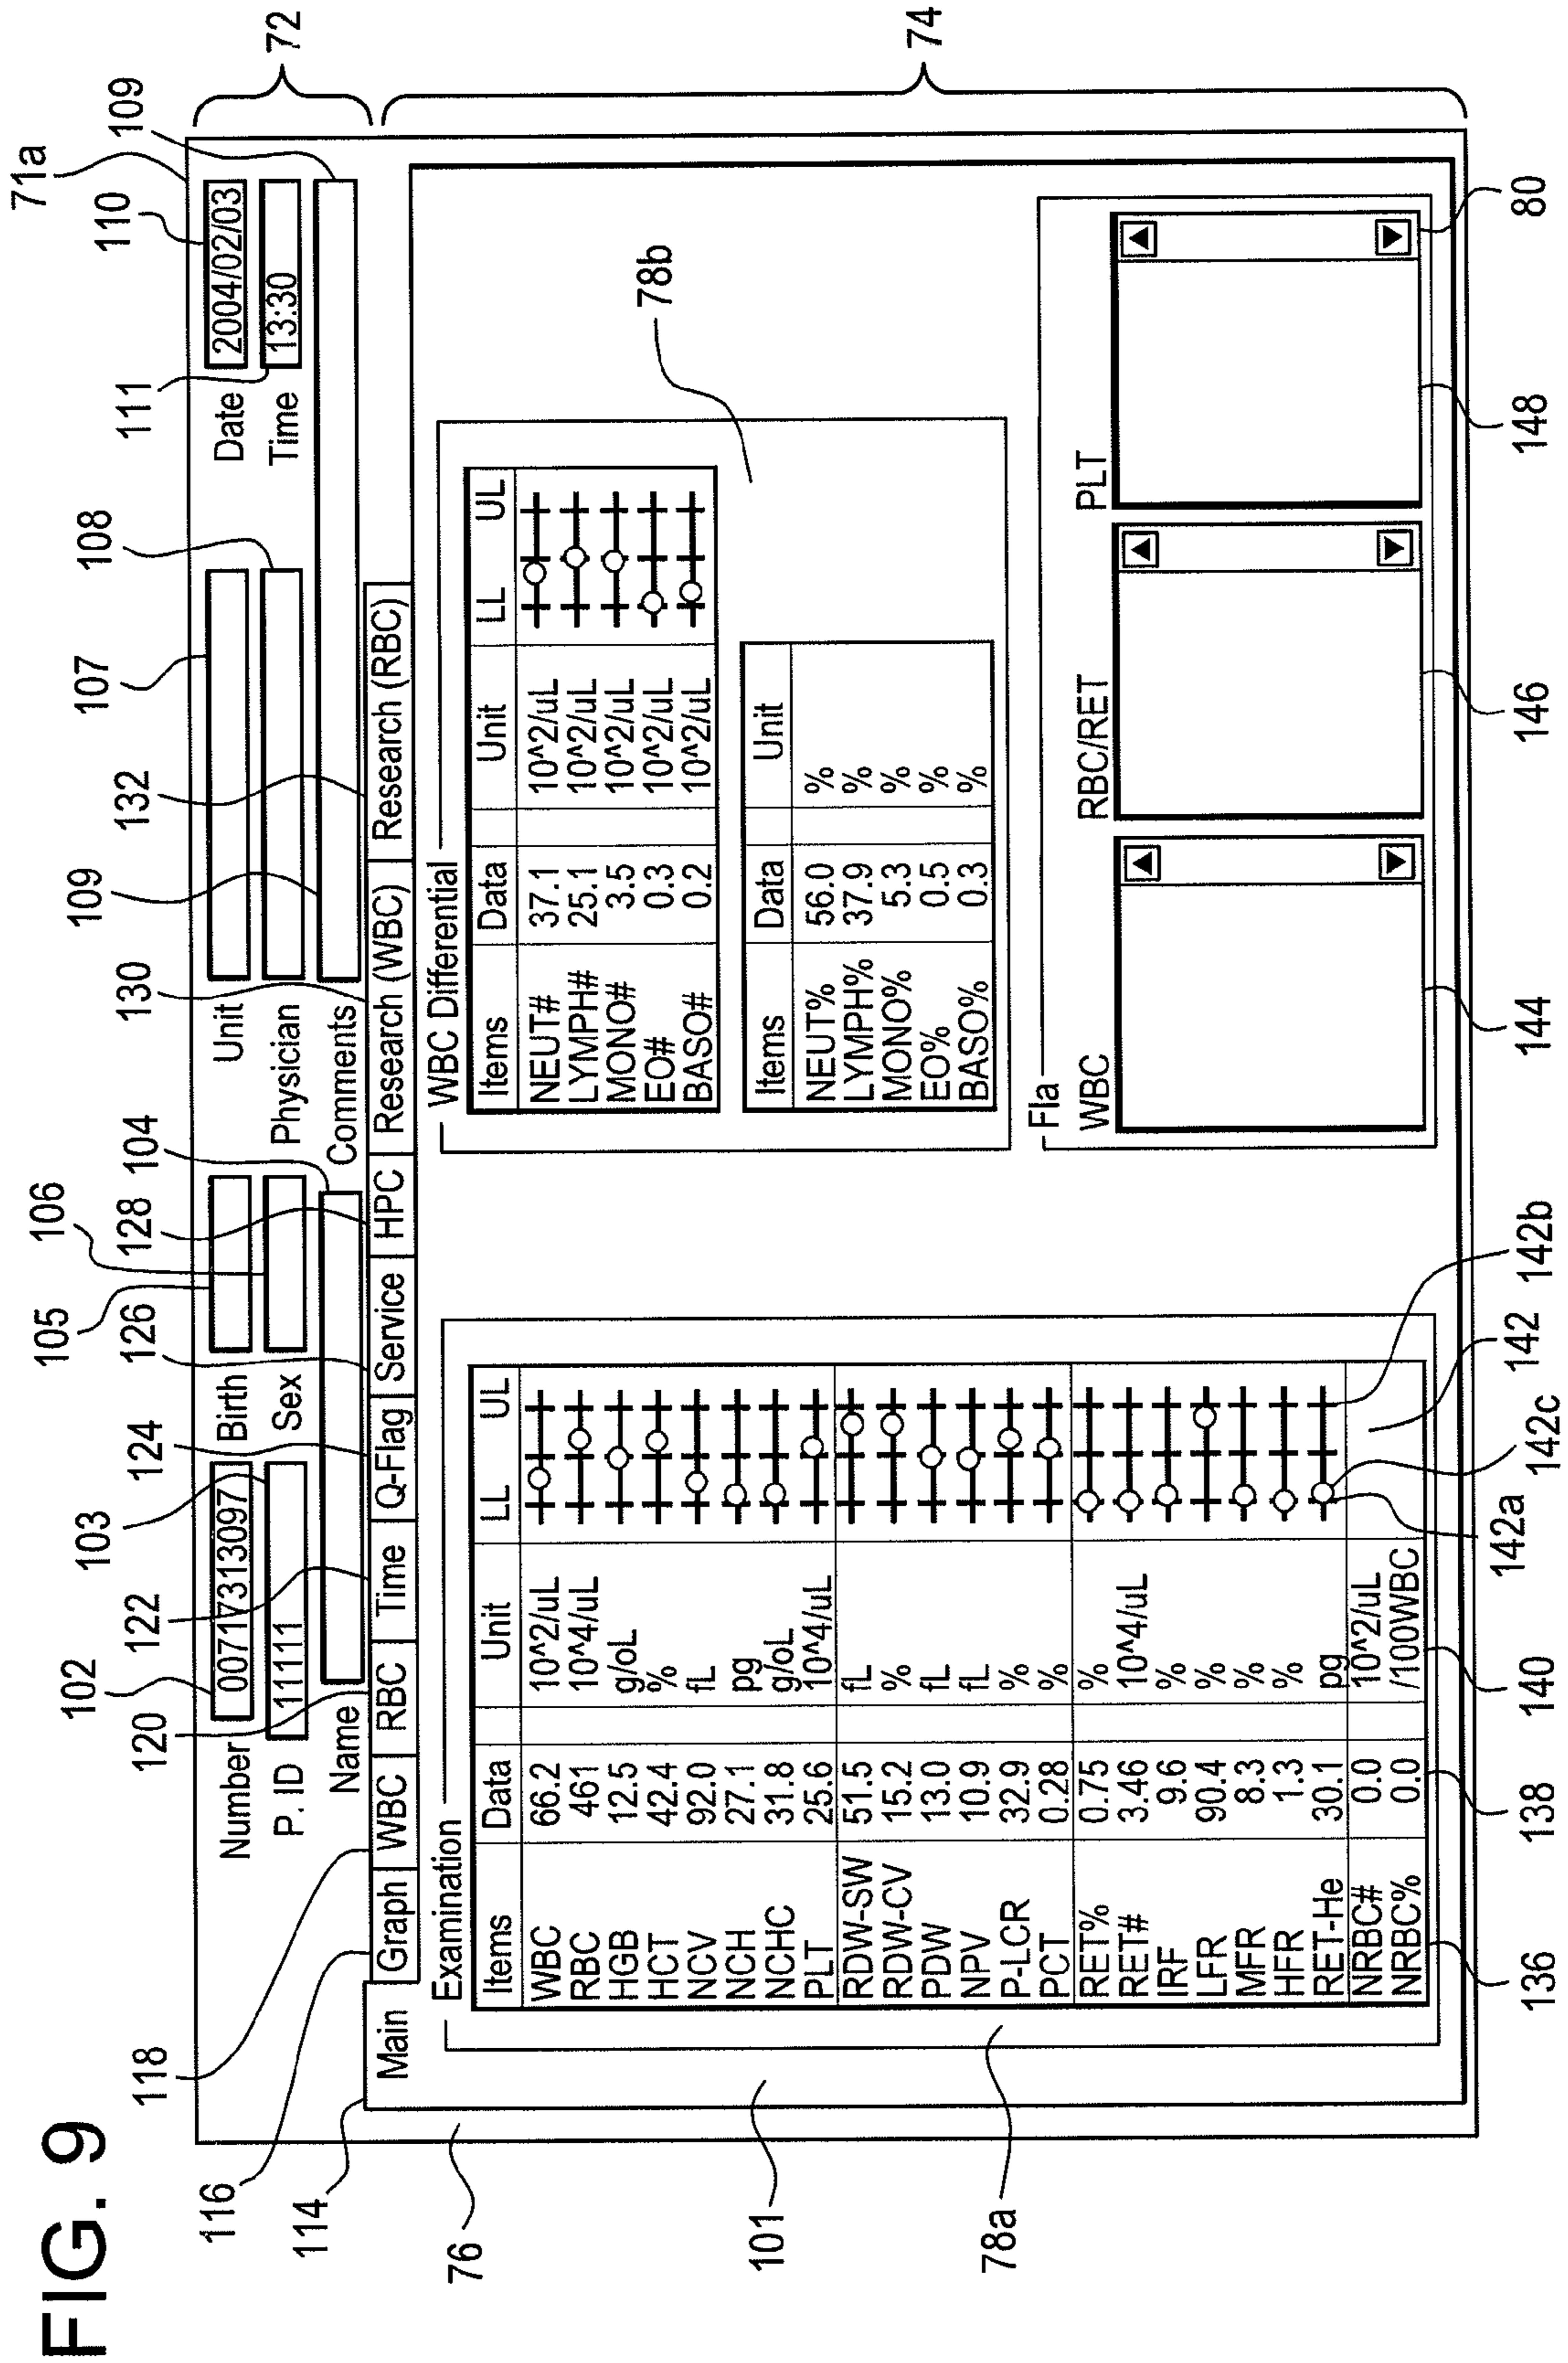 FIG. 9
71a
72
74
102
103
105
106
104
107
108
109
109
110
111
Number 00717313097 Birth Unit Date 2004/02/03
P. ID 11111 Sex Physician Time 13:30
Name Comments
114
116
118
120
122
124
126
128
130
132
Main Graph WBC RBC Time Q-Flag Service HPC Research (WBC) Research (RBC)
76
101
78a
78b
Examination
Items Data Unit LL UL
WBC 66.2 10^2/uL
RBC 461 10^4/uL
HGB 12.5 g/oL
HCT 42.4 %
NCV 92.0 fL
NCH 27.1 pg
NCHC 31.8 g/oL
PLT 25.6 10^4/uL
RDW-SW 51.5 fL
RDW-CV 15.2 %
PDW 13.0 fL
NPV 10.9 fL
P-LCR 32.9 %
PCT 0.28 %
RET% 0.75 %
RET# 3.46 10^4/uL
IRF 9.6 %
LFR 90.4 %
MFR 8.3 %
HFR 1.3 %
RET-He 30.1 pg
NRBC# 0.0 10^2/uL
NRBC% 0.0 /100WBC
136
138
140
142a
142c
142
142b
WBC Differential
Items Data Unit LL UL
NEUT# 37.1 10^2/uL
LYMPH# 25.1 10^2/uL
MONO# 3.5 10^2/uL
EO# 0.3 10^2/uL
BASO# 0.2 10^2/uL
Items Data Unit
NEUT% 56.0 %
LYMPH% 37.9 %
MONO% 5.3 %
EO% 0.5 %
BASO% 0.3 %
Fla
WBC RBC/RET PLT
144
146
148
80